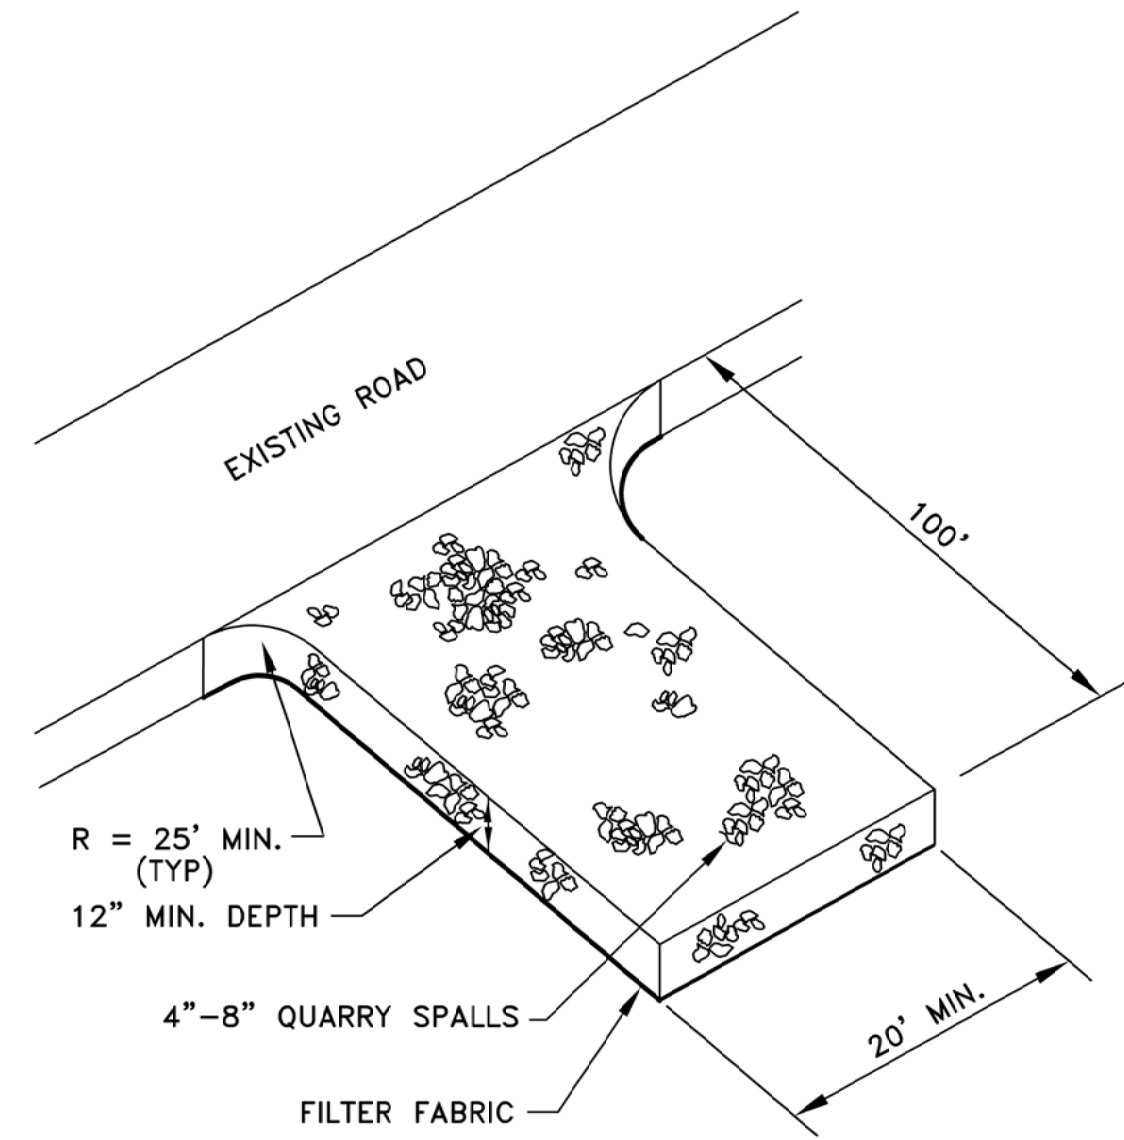 EXISTING ROAD
100’
R = 25’ MIN.
(TYP)
12” MIN. DEPTH
4”–8” QUARRY SPALLS
20’ MIN.
FILTER FABRIC